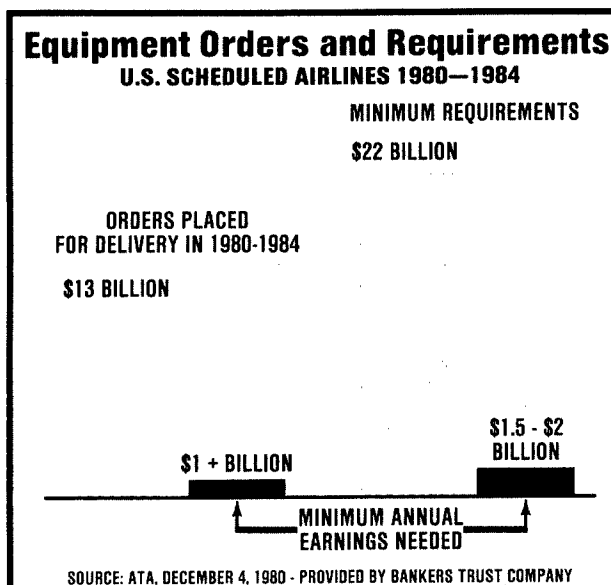 Equipment Orders and Requirements
U.S. SCHEDULED AIRLINES 1980—1984
MINIMUM REQUIREMENTS
$22 BILLION
ORDERS PLACED
FOR DELIVERY IN 1980-1984
$13 BILLION
$1.5 - $2
BILLION
$1 + BILLION
MINIMUM ANNUAL
EARNINGS NEEDED
SOURCE: ATA, DECEMBER 4, 1980 - PROVIDED BY BANKERS TRUST COMPANY